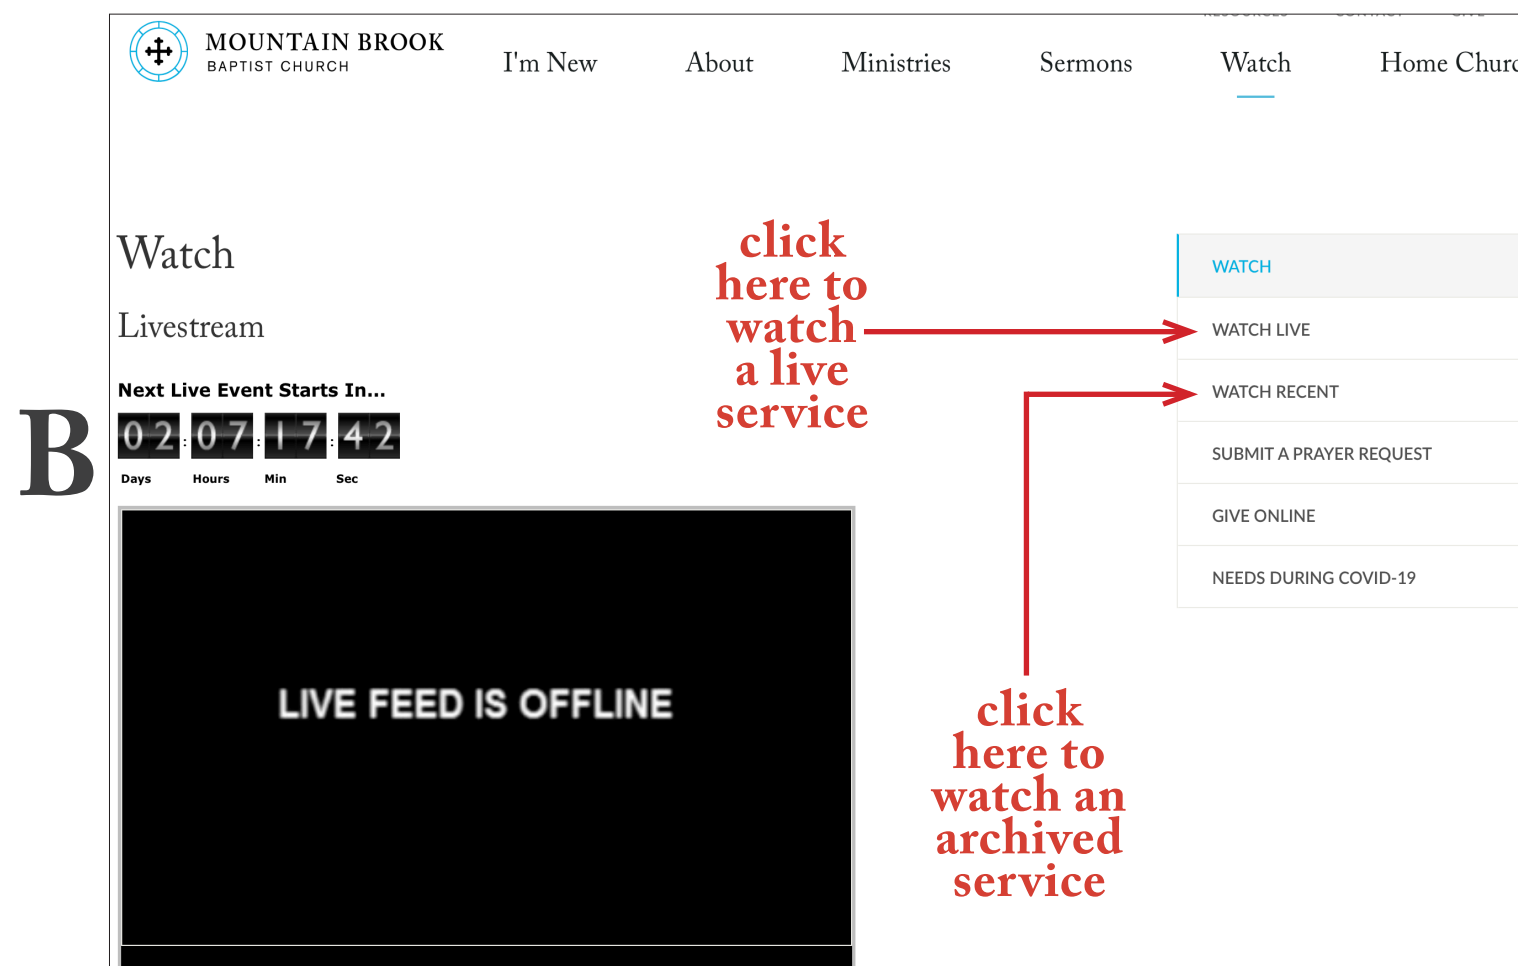 RESOURCES CONTACT GIVE
MOUNTAIN BROOK
BAPTIST CHURCH
I'm New About Ministries Sermons Watch Home Churc
Watch
Livestream
Next Live Event Starts In...
02:07:17:42
Days Hours Min Sec
B
LIVE FEED IS OFFLINE
click
here to
watch
a live
service
WATCH
WATCH LIVE
WATCH RECENT
SUBMIT A PRAYER REQUEST
GIVE ONLINE
NEEDS DURING COVID-19
click
here to
watch an
archived
service